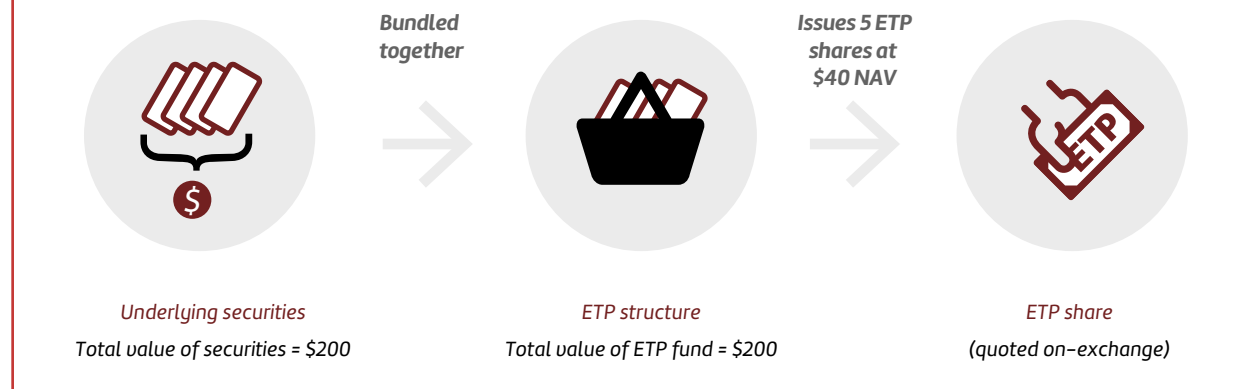 Bundled
together
Issues 5 ETP
shares at
$40 NAV
$
ETP
Underlying securities
Total value of securities = $200
ETP structure
Total value of ETP fund = $200
ETP share
(quoted on-exchange)